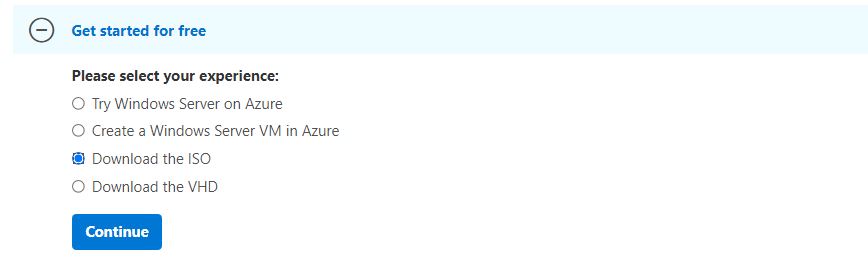 Get started for free
Please select your experience:
Try Windows Server on Azure
Create a Windows Server VM in Azure
Download the ISO
Download the VHD
Continue